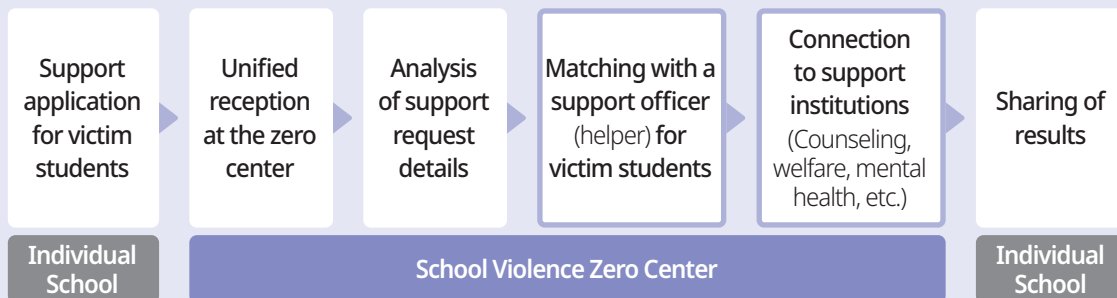 Support
application
for victim
students
Unified
reception
at the zero
center
Analysis
of support
request
details
Matching with a
support officer
(helper) for
victim students
Connection
to support
institutions
(Counseling,
welfare, mental
health, etc.)
Sharing of
results
Individual
School
School Violence Zero Center
Individual
School